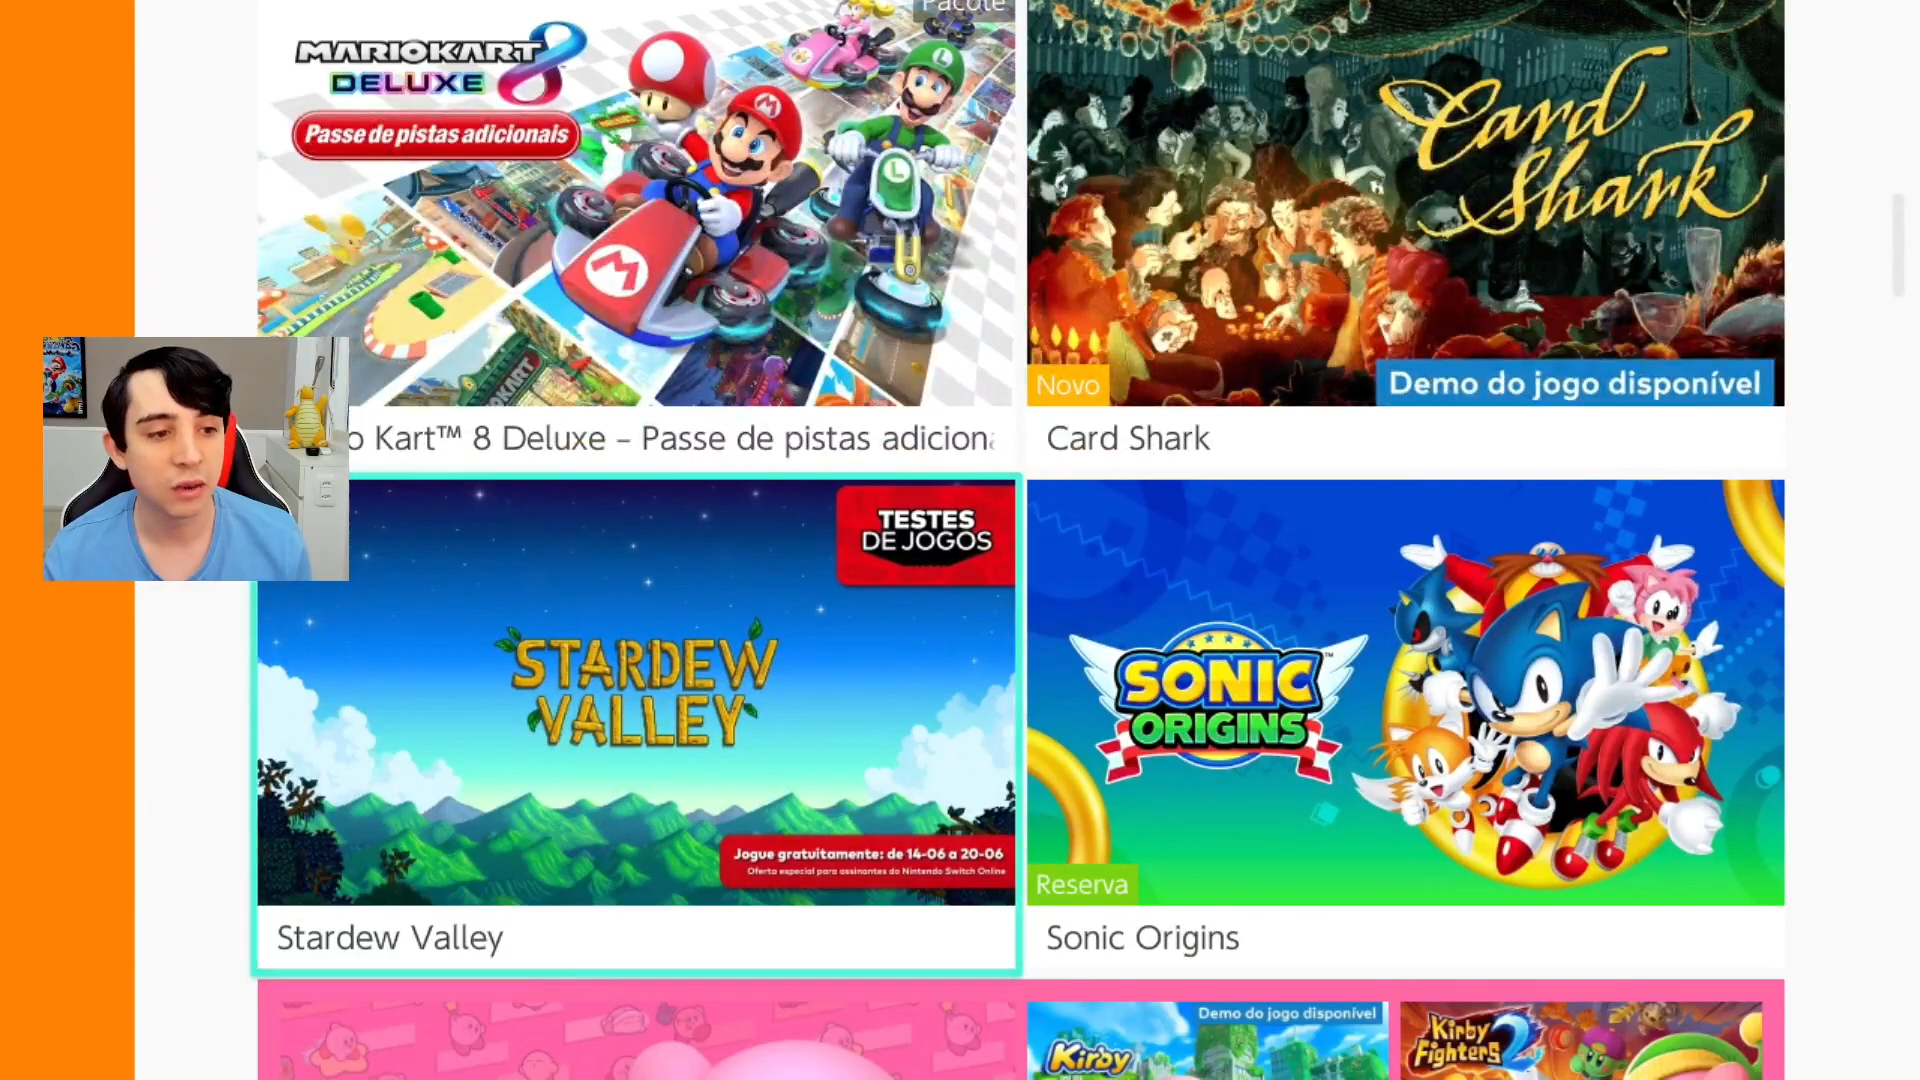 Pacote
MARIOKART 8
DELUXE
Passe de pistas adicionais
Card
Shark
Novo
Demo do jogo disponível
o Kart™ 8 Deluxe – Passe de pistas adiciona
Card Shark
TESTES
DE JOGOS
STARDEW
VALLEY
Jogue gratuitamente: de 14-06 a 20-06
Oferta especial para assinantes do Nintendo Switch Online
SONIC
ORIGINS
Reserva
Stardew Valley
Sonic Origins
Demo do jogo disponível
Kirby
Kirby
Fighters 2